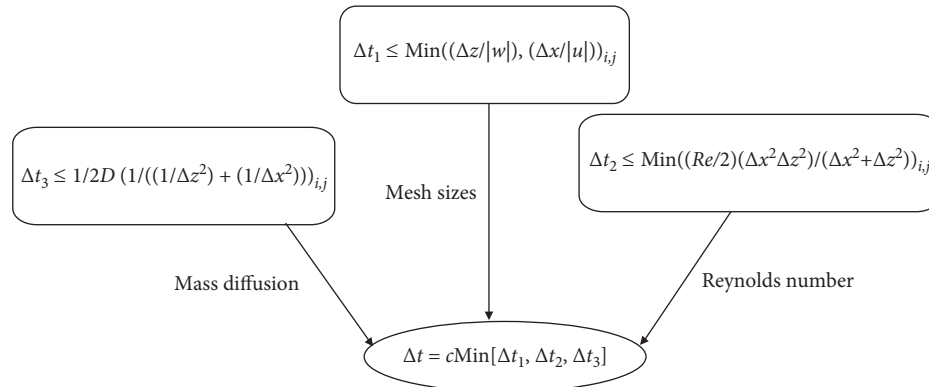 Δt₁ ≤ Min((Δz/|w|), (Δx/|u|))ᵢ,ⱼ
Δt₃ ≤ 1/2D (1/((1/Δz²) + (1/Δx²)))ᵢ,ⱼ
Δt₂ ≤ Min((Re/2)(Δx²Δz²)/(Δx²+Δz²))ᵢ,ⱼ
Mesh sizes
Mass diffusion
Reynolds number
Δt = cMin[Δt₁, Δt₂, Δt₃]